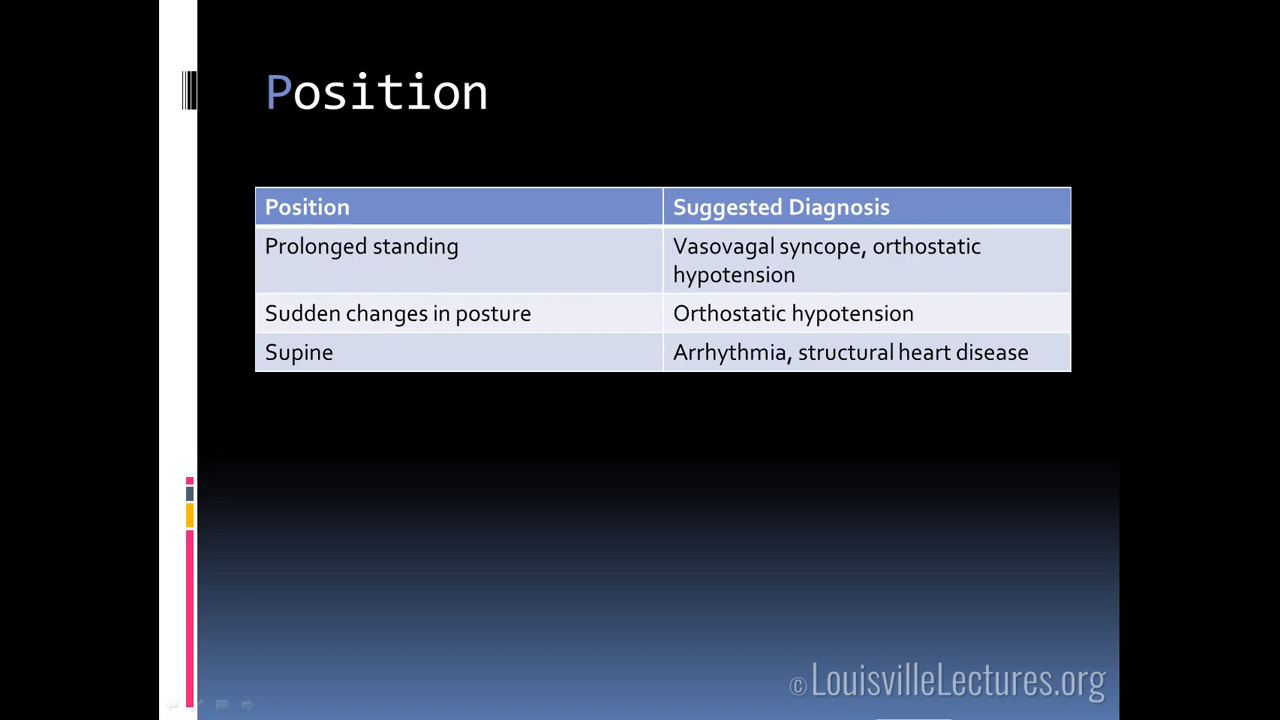 Position
Position Suggested Diagnosis
Prolonged standing Vasovagal syncope, orthostatic
hypotension
Sudden changes in posture Orthostatic hypotension
Supine Arrhythmia, structural heart disease
© LouisvilleLectures.org